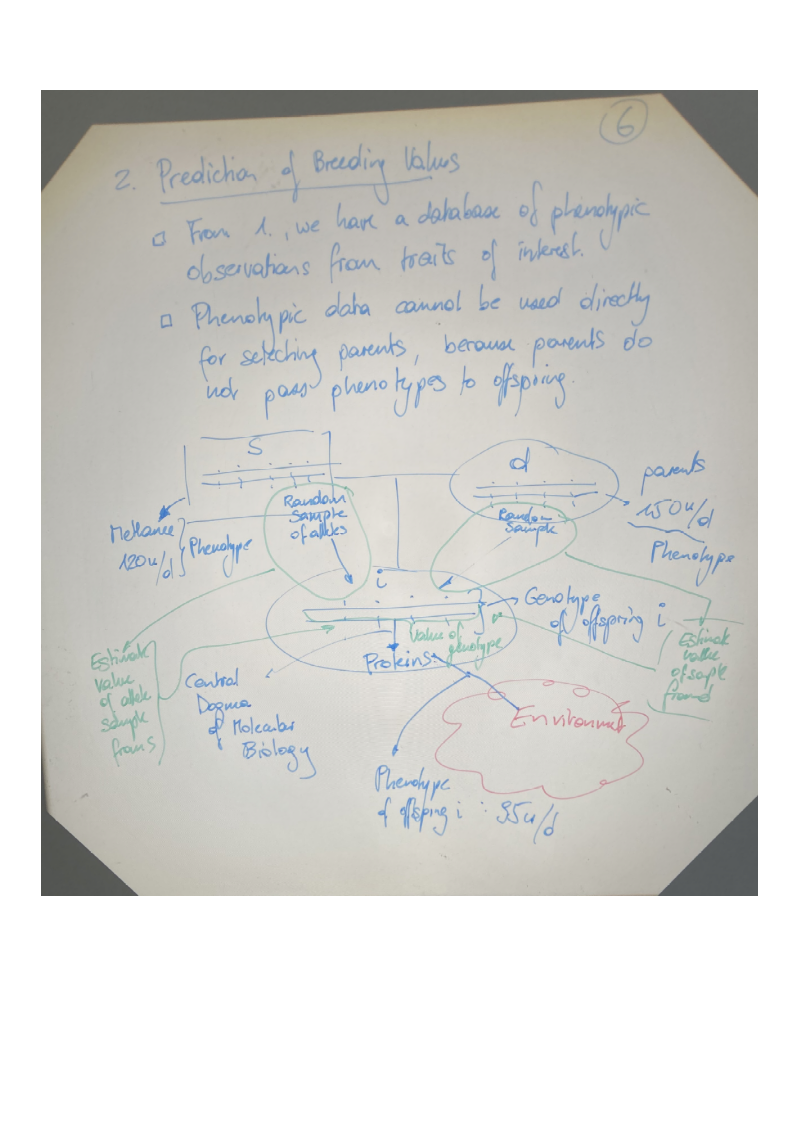 6
2. Prediction of Breeding Values
□ From 1., we have a database of phenotypic
observations from traits of interest.
□ Phenotypic data cannot be used directly
for selecting parents, because parents do
not pass phenotypes to offspring.
S
d
parents
150u/d
Phenotype
Methane
120u/d
Phenotype
Random
Sample
of alleles
Random
Sample
i
Genotype
of offspring i
Value of
genotype
Proteins
Estimate
value
of allele
sample
from S
Central
Dogma
of Molecular
Biology
Estimate
value
of sample
from d
Environment
Phenotype
of offspring i : 95u/d